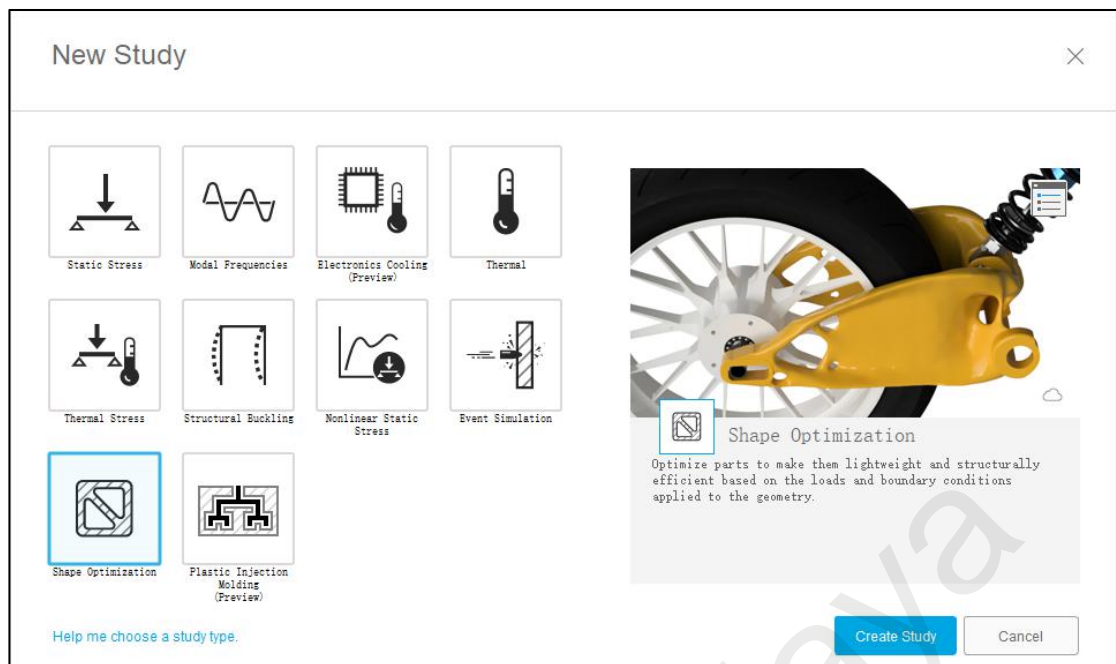 New Study
Static Stress
Modal Frequencies
Electronics Cooling
(Preview)
Thermal
Thermal Stress
Structural Buckling
Nonlinear Static
Stress
Event Simulation
Shape Optimization
Plastic Injection
Molding
(Preview)
Shape Optimization
Optimize parts to make them lightweight and structurally
efficient based on the loads and boundary conditions
applied to the geometry.
Help me choose a study type.
Create Study
Cancel